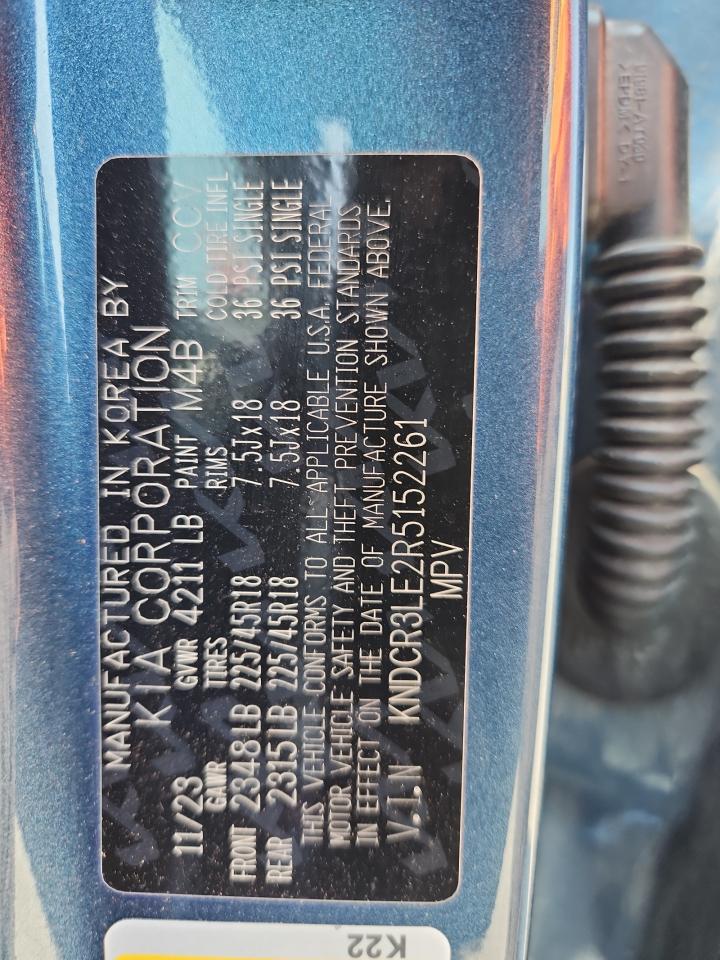 MANUFACTURED IN KOREA BY
KIA CORPORATION
11/23 GVWR 4211 LB PAINT M4B TRIM CCV
GAWR TIRES RIMS COLD TIRE INFL
FRONT 2348 LB 225/45R18 7.5Jx18 36 PSI SINGLE
REAR 2315 LB 225/45R18 7.5Jx18 36 PSI SINGLE
THIS VEHICLE CONFORMS TO ALL APPLICABLE U.S.A. FEDERAL
MOTOR VEHICLE SAFETY AND THEFT PREVENTION STANDARDS
IN EFFECT ON THE DATE OF MANUFACTURE SHOWN ABOVE.
V.I.N KNDCR3LE2R5152261
MPV
K22
>EPDM<